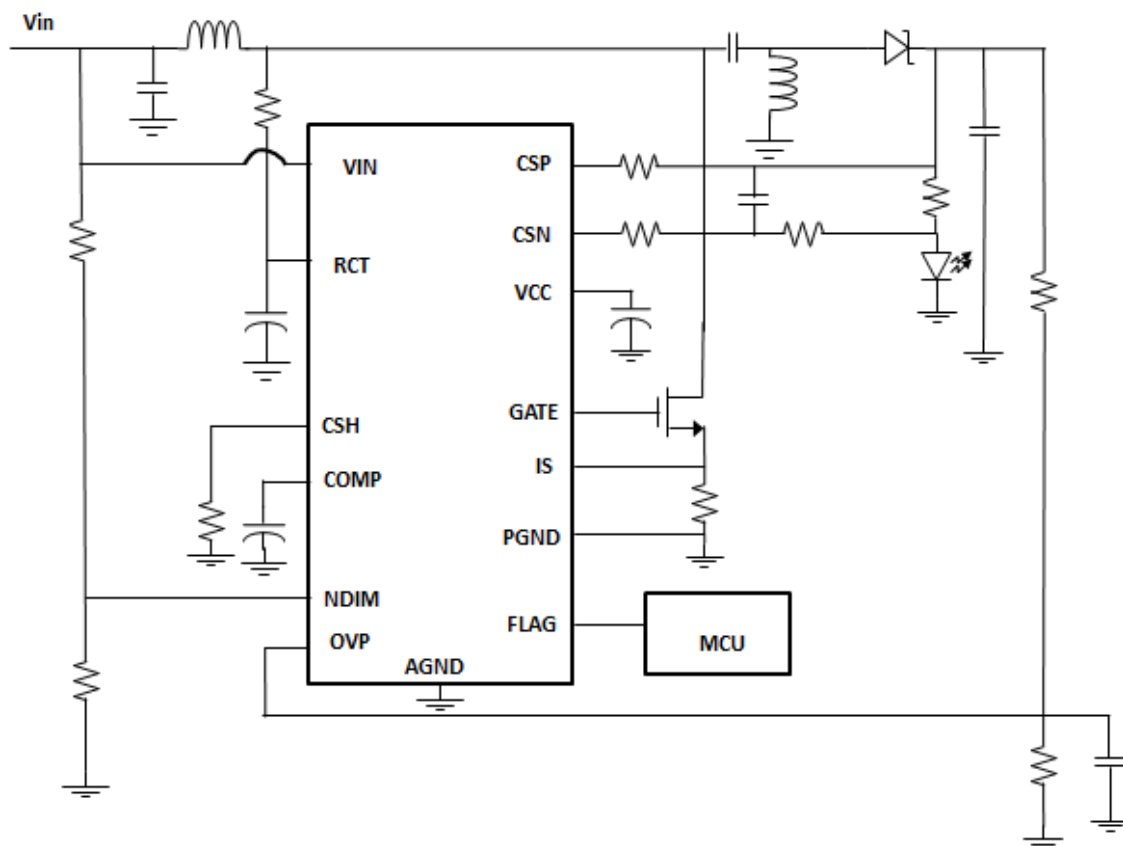 Vin
VIN
CSP
CSN
RCT
VCC
GATE
CSH
IS
COMP
PGND
NDIM
FLAG
MCU
OVP
AGND